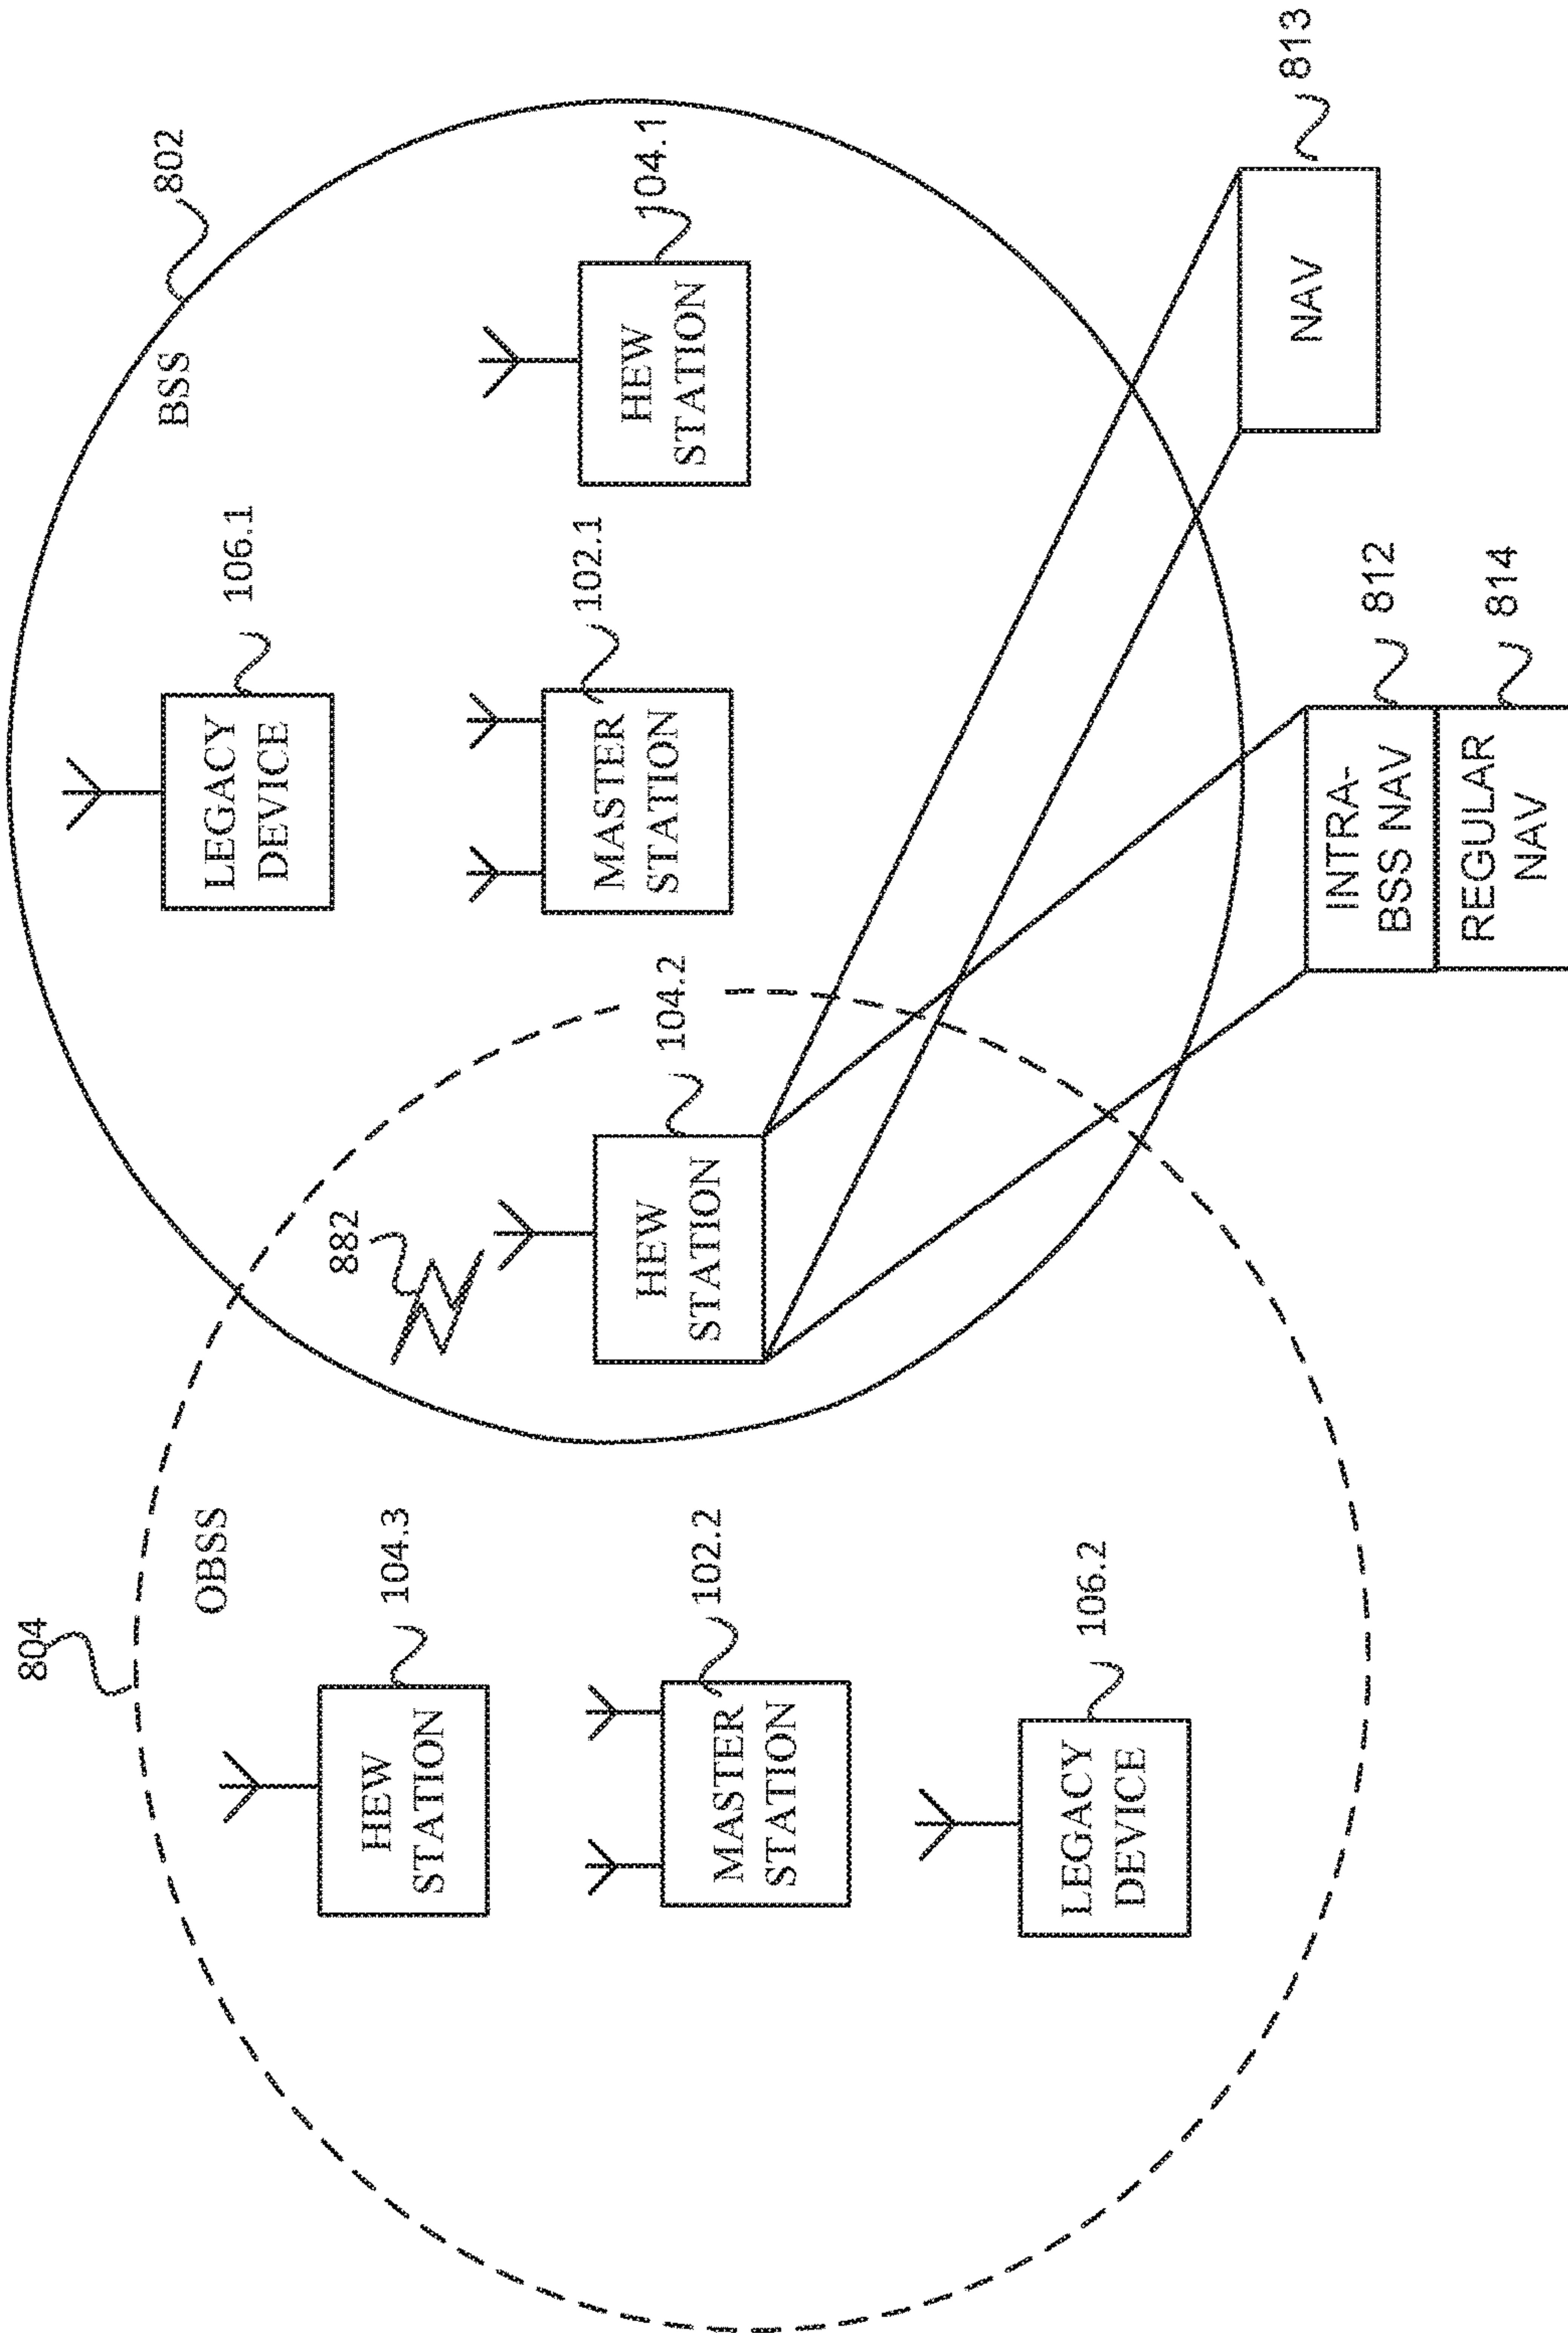 804
OBSS
HEW
STATION
104.3
MASTER
STATION
102.2
LEGACY
DEVICE
106.2
802
BSS
LEGACY
DEVICE
106.1
MASTER
STATION
102.1
HEW
STATION
104.1
882
HEW
STATION
104.2
INTRA-
BSS NAV
812
REGULAR
NAV
814
NAV
813